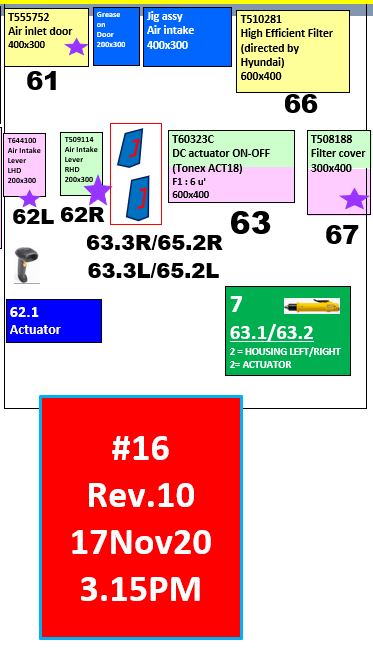 T555752
Air inlet door
400x300
Grease
on
Door
200x300
Jig assy
Air intake
400x300
T510281
High Efficient Filter
(directed by
Hyundai)
600x400
61
66
T644100
Air Intake
Lever
LHD
200x300
T509114
Air Intake
Lever
RHD
200x300
J
J
T60323C
DC actuator ON-OFF
(Tonex ACT18)
F1 : 6 u'
600x400
T508188
Filter cover
300x400
62L
62R
63
67
63.3R/65.2R
63.3L/65.2L
62.1
Actuator
7
63.1/63.2
2 = HOUSING LEFT/RIGHT
2= ACTUATOR
#16
Rev.10
17Nov20
3.15PM